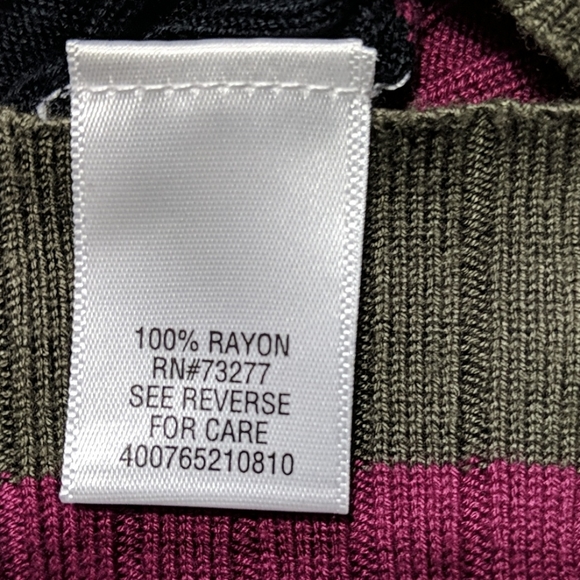 100% RAYON
RN#73277
SEE REVERSE
FOR CARE
400765210810